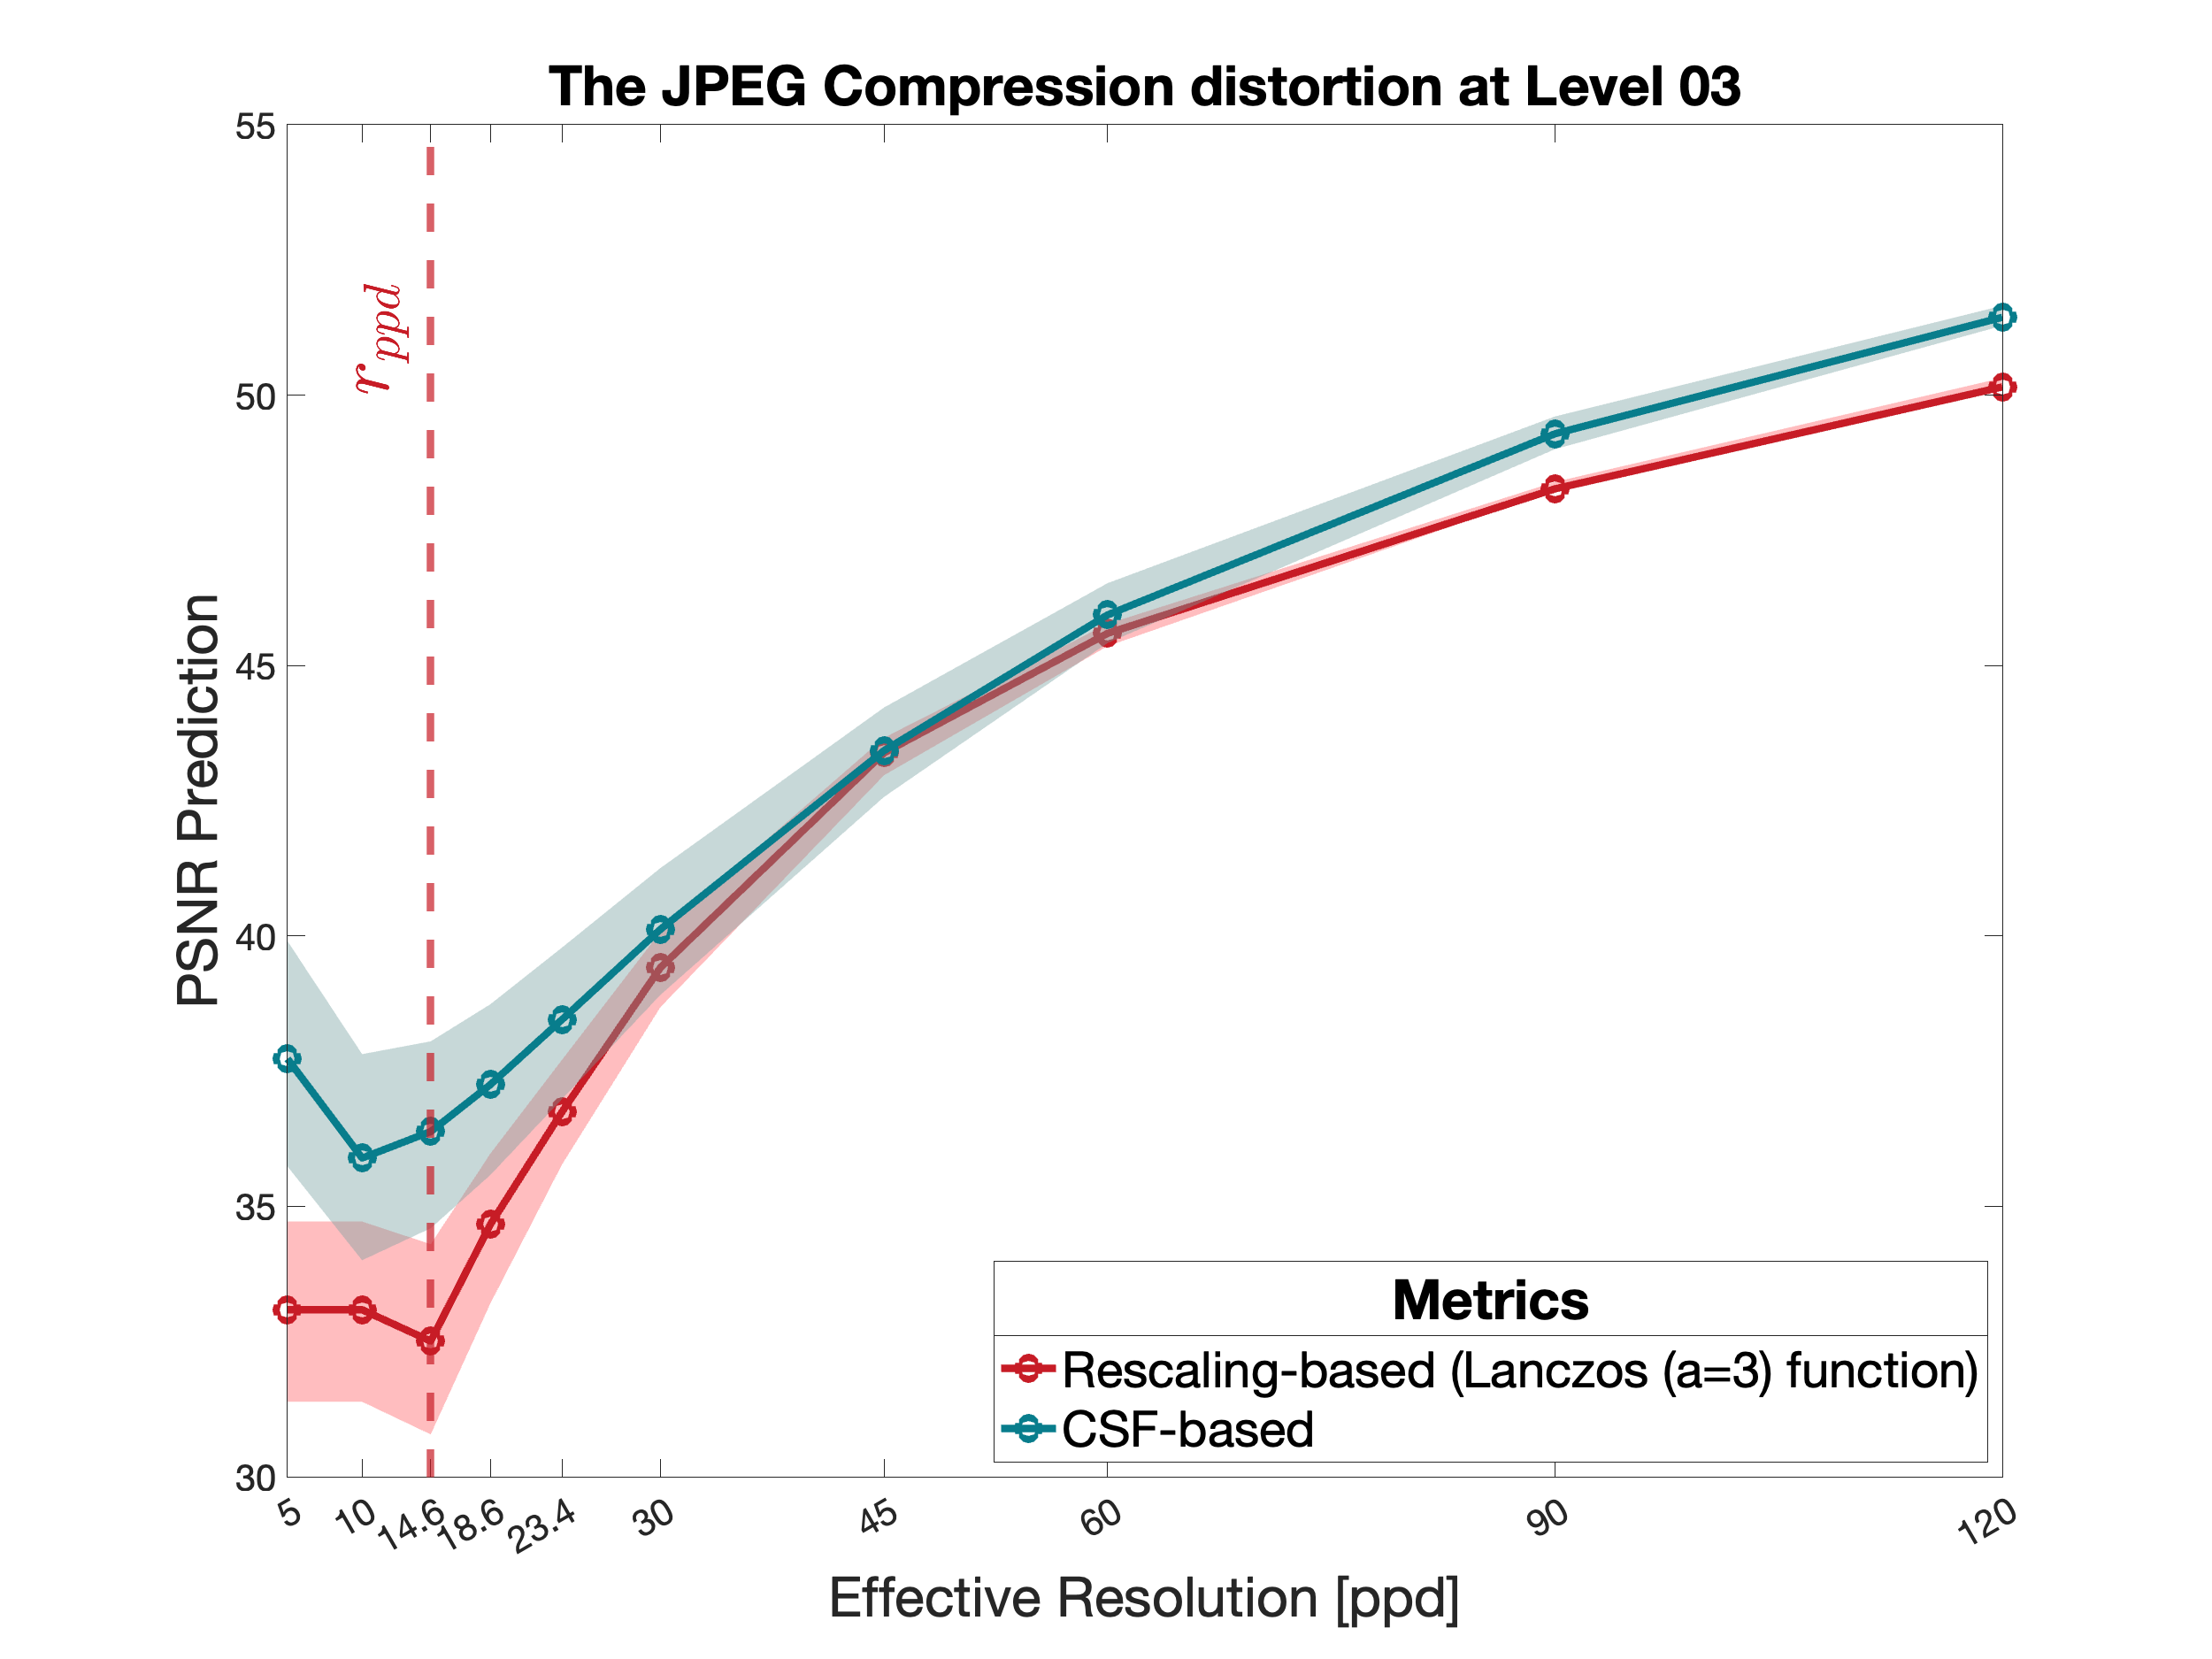 The JPEG Compression distortion at Level 03
55
50
45
40
35
30
PSNR Prediction
r_ppd
5
10
14.6
18.6
23.4
30
45
60
90
120
Effective Resolution [ppd]
Metrics
Rescaling-based (Lanczos (a=3) function)
CSF-based